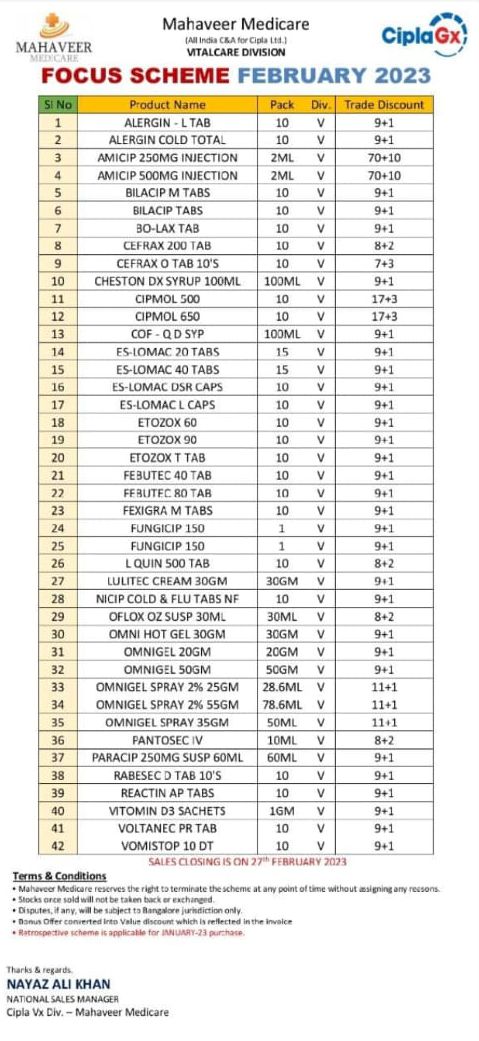 MAHAVEER
MEDICARE
Mahaveer Medicare
(All India C&A for Cipla Ltd.)
VITALCARE DIVISION
CiplaGx
FOCUS SCHEME FEBRUARY 2023
Sl No Product Name Pack Div. Trade Discount
1 ALERGIN - L TAB 10 V 9+1
2 ALERGIN COLD TOTAL 10 V 9+1
3 AMICIP 250MG INJECTION 2ML V 70+10
4 AMICIP 500MG INJECTION 2ML V 70+10
5 BILACIP M TABS 10 V 9+1
6 BILACIP TABS 10 V 9+1
7 BO-LAX TAB 10 V 9+1
8 CEFRAX 200 TAB 10 V 8+2
9 CEFRAX O TAB 10'S 10 V 7+3
10 CHESTON DX SYRUP 100ML 100ML V 9+1
11 CIPMOL 500 10 V 17+3
12 CIPMOL 650 10 V 17+3
13 COF - Q D SYP 100ML V 9+1
14 ES-LOMAC 20 TABS 15 V 9+1
15 ES-LOMAC 40 TABS 15 V 9+1
16 ES-LOMAC DSR CAPS 10 V 9+1
17 ES-LOMAC L CAPS 10 V 9+1
18 ETOZOX 60 10 V 9+1
19 ETOZOX 90 10 V 9+1
20 ETOZOX T TAB 10 V 9+1
21 FEBUTEC 40 TAB 10 V 9+1
22 FEBUTEC 80 TAB 10 V 9+1
23 FEXIGRA M TABS 10 V 9+1
24 FUNGICIP 150 1 V 9+1
25 FUNGICIP 150 1 V 9+1
26 L QUIN 500 TAB 10 V 8+2
27 LULITEC CREAM 30GM 30GM V 9+1
28 NICIP COLD & FLU TABS NF 10 V 9+1
29 OFLOX OZ SUSP 30ML 30ML V 8+2
30 OMNI HOT GEL 30GM 30GM V 9+1
31 OMNIGEL 20GM 20GM V 9+1
32 OMNIGEL 50GM 50GM V 9+1
33 OMNIGEL SPRAY 2% 25GM 28.6ML V 11+1
34 OMNIGEL SPRAY 2% 55GM 78.6ML V 11+1
35 OMNIGEL SPRAY 35GM 50ML V 11+1
36 PANTOSEC IV 10ML V 8+2
37 PARACIP 250MG SUSP 60ML 60ML V 9+1
38 RABESEC D TAB 10'S 10 V 9+1
39 REACTIN AP TABS 10 V 9+1
40 VITOMIN D3 SACHETS 1GM V 9+1
41 VOLTANEC PR TAB 10 V 9+1
42 VOMISTOP 10 DT 10 V 9+1
SALES CLOSING IS ON 27th FEBRUARY 2023
Terms & Conditions
• Mahaveer Medicare reserves the right to terminate the scheme at any point of time without assigning any reasons.
• Stocks once sold will not be taken back or exchanged.
• Disputes, if any, will be subject to Bangalore jurisdiction only.
• Bonus Offer converted into Value discount which is reflected in the Invoice
• Retrospective scheme is applicable for JANUARY-23 purchase.
Thanks & regards,
NAYAZ ALI KHAN
NATIONAL SALES MANAGER
Cipla Vx Div. – Mahaveer Medicare